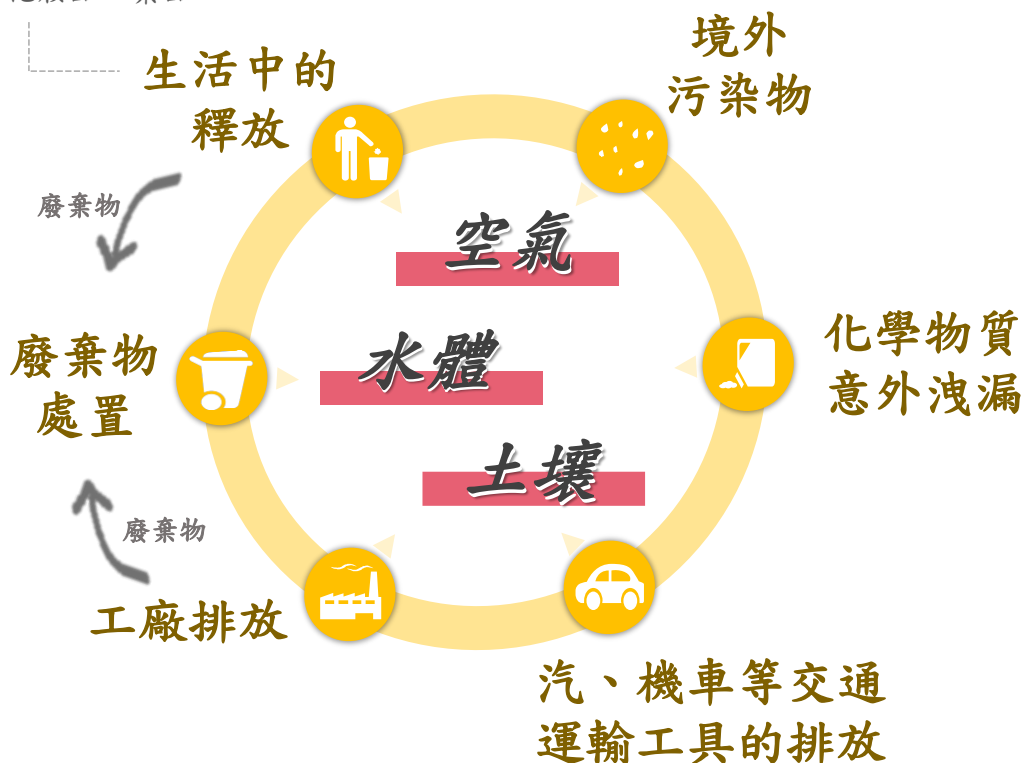 生活中的
釋放
境外
污染物
廢棄物
空氣
廢棄物
處置
水體
化學物質
意外洩漏
土壤
廢棄物
工廠排放
汽、機車等交通
運輸工具的排放